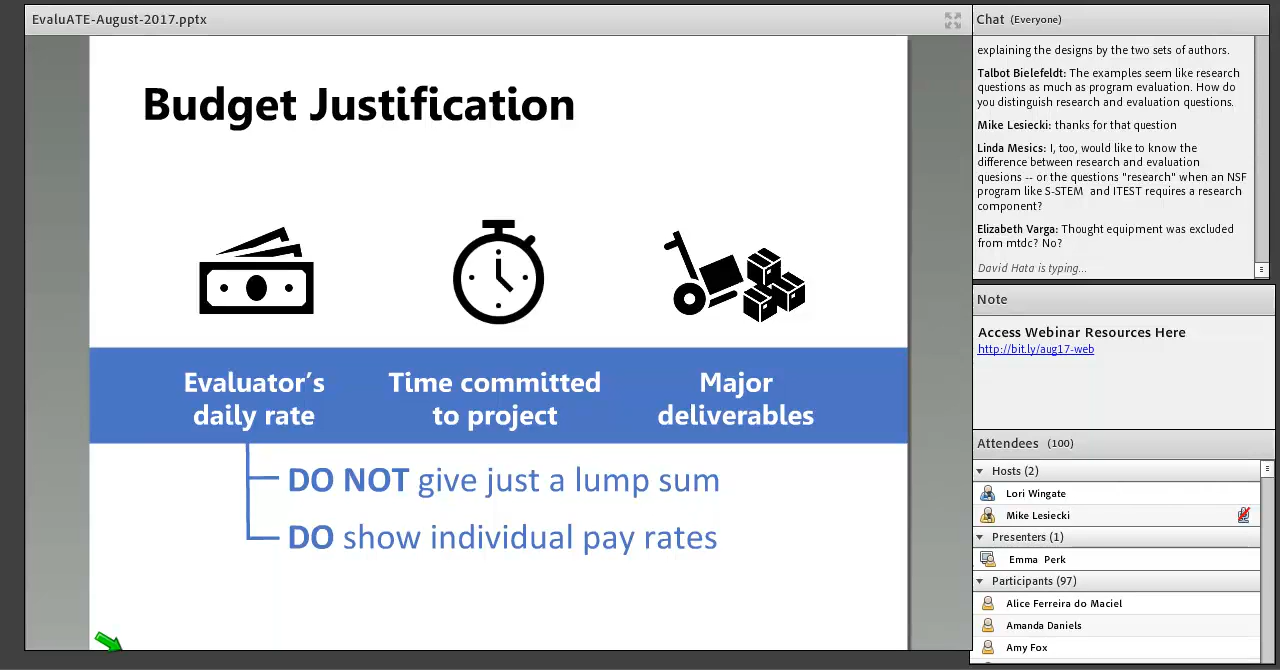 EvaluATE-August-2017.pptx
Budget Justification
Evaluator's
daily rate
Time committed
to project
Major
deliverables
DO NOT give just a lump sum
DO show individual pay rates
Chat (Everyone)
explaining the designs by the two sets of authors.
Talbot Bielefeldt: The examples seem like research
questions as much as program evaluation. How do
you distinguish research and evaluation questions.
Mike Lesiecki: thanks for that question
Linda Mesics: I, too, would like to know the
difference between research and evaluation
quesions -- or the questions "research" when an NSF
program like S-STEM and ITEST requires a research
component?
Elizabeth Varga: Thought equipment was excluded
from mtdc? No?
David Hata is typing...
Note
Access Webinar Resources Here
http://bit.ly/aug17-web
Attendees (100)
Hosts (2)
Lori Wingate
Mike Lesiecki
Presenters (1)
Emma Perk
Participants (97)
Alice Ferreira do Maciel
Amanda Daniels
Amy Fox